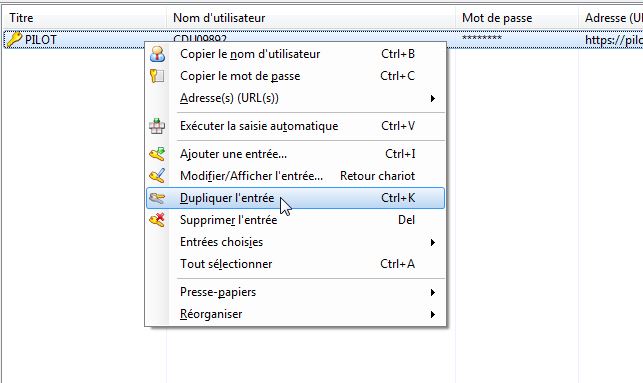 Titre Nom d'utilisateur Mot de passe Adresse (U
PILOT CDU09892 ******** https://pilo
Copier le nom d'utilisateur Ctrl+B
Copier le mot de passe Ctrl+C
Adresse(s) (URL(s))
Exécuter la saisie automatique Ctrl+V
Ajouter une entrée... Ctrl+I
Modifier/Afficher l'entrée... Retour chariot
Dupliquer l'entrée Ctrl+K
Supprimer l'entrée Del
Entrées choisies
Tout sélectionner Ctrl+A
Presse-papiers
Réorganiser